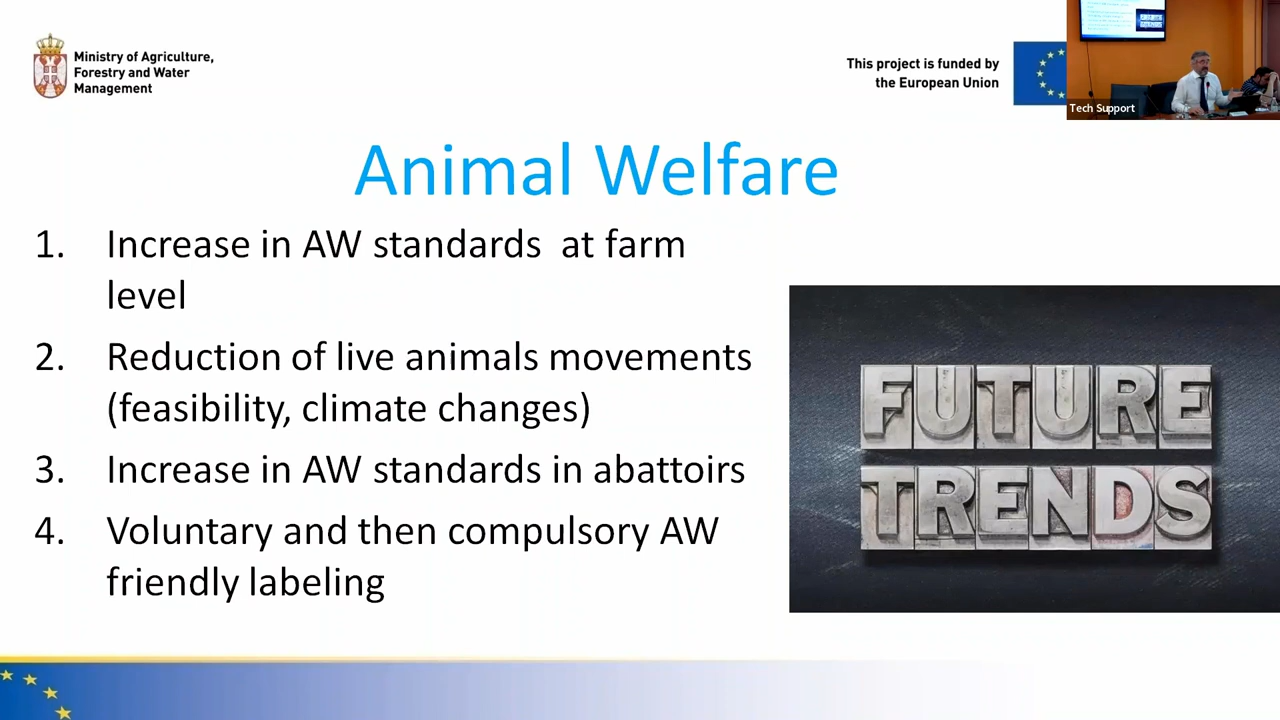 Ministry of Agriculture,
Forestry and Water
Management
This project is funded by
the European Union
Tech Support
Animal Welfare
1. Increase in AW standards at farm
level
2. Reduction of live animals movements
(feasibility, climate changes)
3. Increase in AW standards in abattoirs
4. Voluntary and then compulsory AW
friendly labeling
FUTURE
TRENDS